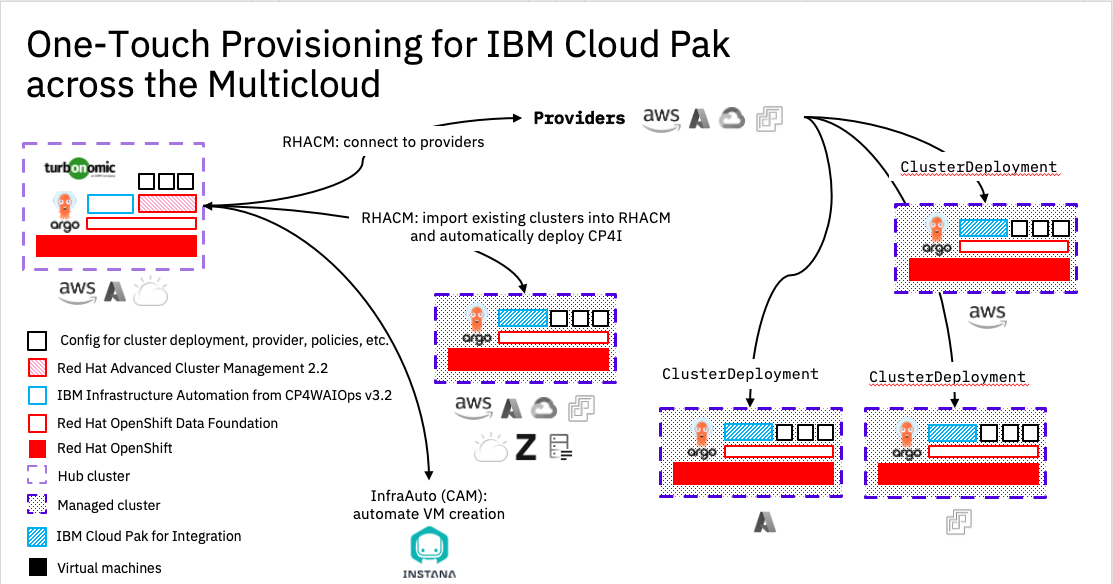 One-Touch Provisioning for IBM Cloud Pak
across the Multicloud
Providers
aws
RHACM: connect to providers
turbonomic
argo
aws
RHACM: import existing clusters into RHACM
and automatically deploy CP4I
ClusterDeployment
argo
aws
argo
aws
Z
Config for cluster deployment, provider, policies, etc.
Red Hat Advanced Cluster Management 2.2
IBM Infrastructure Automation from CP4WAIOps v3.2
Red Hat OpenShift Data Foundation
Red Hat OpenShift
Hub cluster
Managed cluster
IBM Cloud Pak for Integration
Virtual machines
InfraAuto (CAM):
automate VM creation
INSTANA
ClusterDeployment
argo
ClusterDeployment
argo